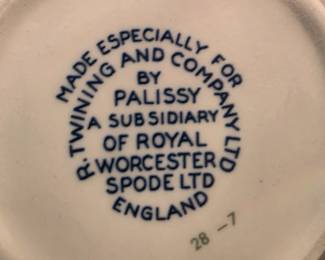 MADE ESPECIALLY FOR
R. TWINING AND COMPANY LTD
BY
PALISSY
A SUBSIDIARY
OF ROYAL
WORCESTER
SPODE LTD
ENGLAND
28-7